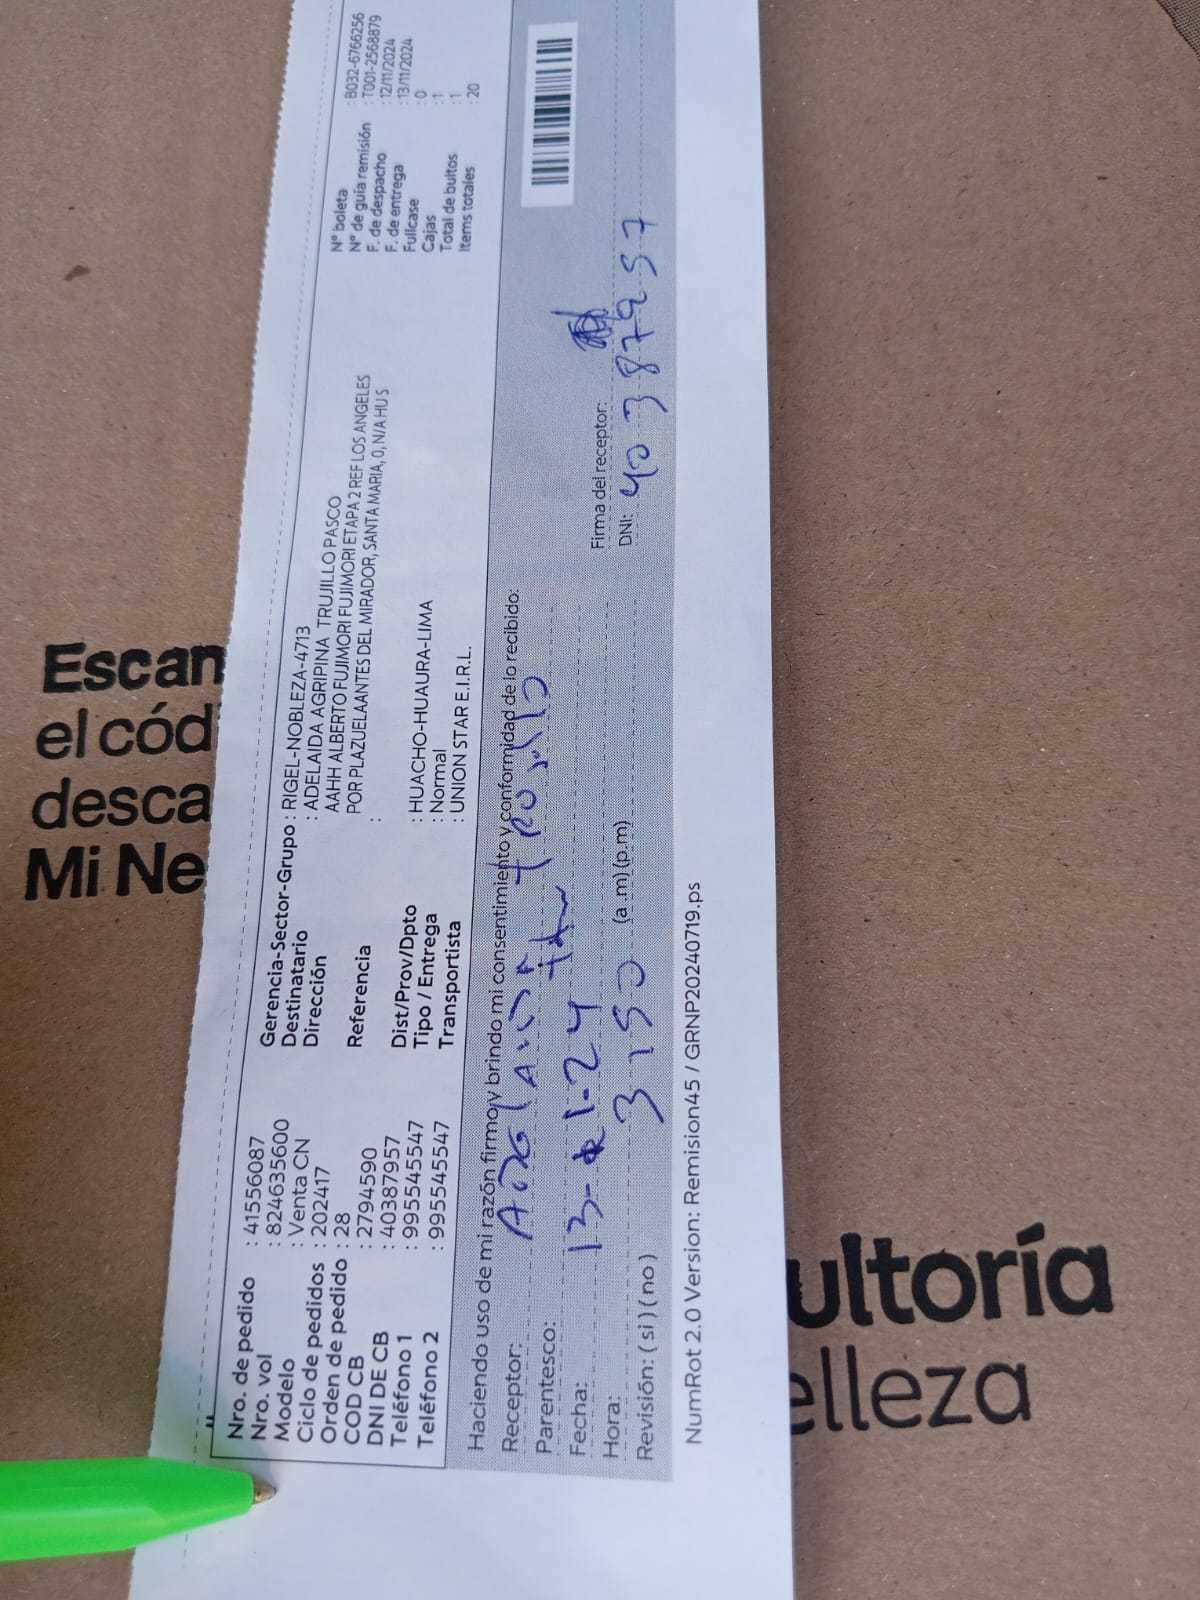 Nro. de pedido : 41556087
Nro. vol : 824635600
Modelo : Venta CN
Ciclo de pedidos : 202417
Orden de pedido : 28
COD CB : 2794590
DNI DE CB : 40387957
Teléfono 1 : 995545547
Teléfono 2 : 995545547
Gerencia-Sector-Grupo : RIGEL-NOBLEZA-4713
Destinatario : ADELAIDA AGRIPINA TRUJILLO PASCO
Dirección AAHH ALBERTO FUJIMORI FUJIMORI ETAPA 2 REF LOS ANGELES
POR PLAZUELAANTES DEL MIRADOR, SANTA MARIA, 0, N/A HU S
Referencia :
Dist/Prov/Dpto : HUACHO-HUAURA-LIMA
Tipo / Entrega : Normal
Transportista : UNION STAR E.I.R.L.
Nº boleta : B032-6766256
Nº de guía remisión : T001-2568879
F. de despacho : 12/11/2024
F. de entrega : 13/11/2024
Fullcase : 0
Cajas : 1
Total de bultos : 1
Items totales : 20
Haciendo uso de mi razón firmo y brindo mi consentimiento y conformidad de lo recibido:
Receptor:
Parentesco:
Fecha: 13- 1-24
Hora: 3:50 (a .m) (p.m)
Revisión: ( si ) ( no )
Firma del receptor:
DNI: 40387957
NumRot 2.0 Version: Remision45 / GRNP20240719.ps
Escan
el códi
desca
Mi Ne
ultoría
elleza